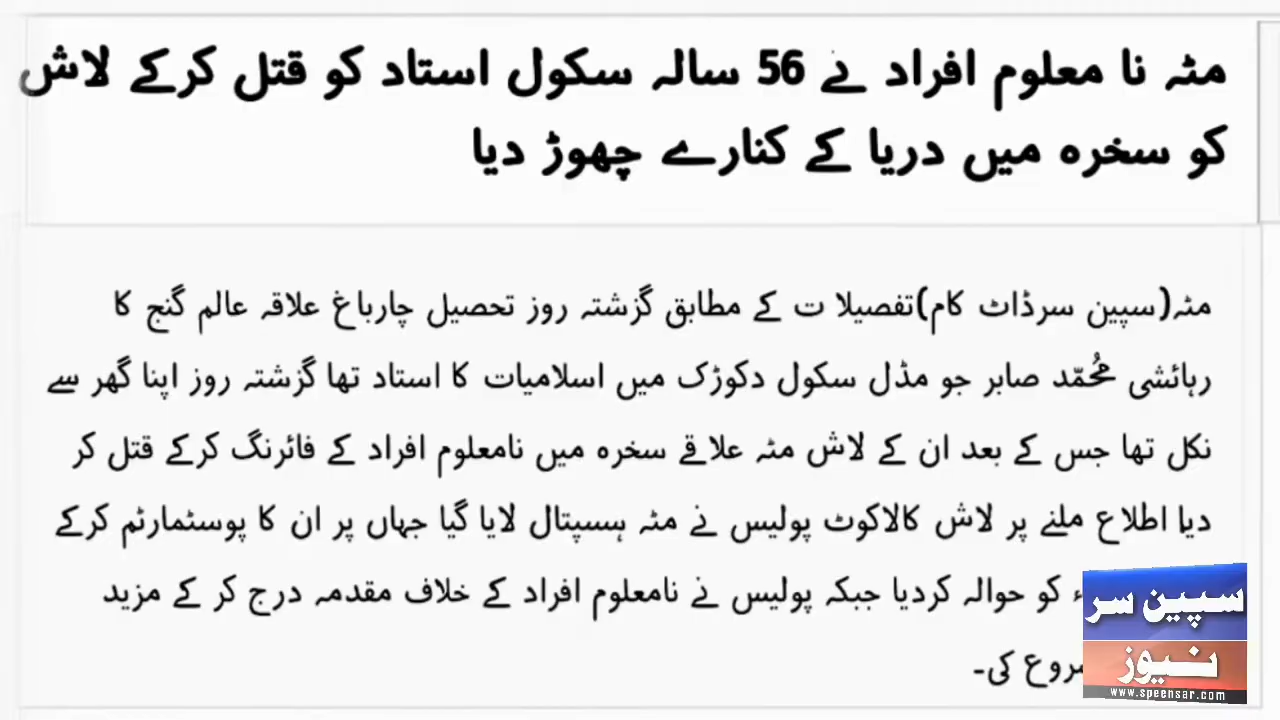 مٹہ نا معلوم افراد نے 56 سالہ سکول استاد کو قتل کرکے لاش
کو سخرہ میں دریا کے کنارے چھوڑ دیا
مٹہ(سپین سرڈاٹ کام)تفصیلا ت کے مطابق گزشتہ روز تحصیل چارباغ علاقہ عالم گنج کا
رہائشی مُحمّد صابر جو مڈل سکول دکوڑک میں اسلامیات کا استاد تھا گزشتہ روز اپنا گھر سے
نکل تھا جس کے بعد ان کے لاش مٹہ علاقے سخرہ میں نامعلوم افراد کے فائرنگ کرکے قتل کر
دیا اطلاع ملنے پر لاش کالاکوٹ پولیس نے مٹہ ہسپتال لایا گیا جہاں پر ان کا پوسٹمارٹم کرکے
کو حوالہ کردیا جبکہ پولیس نے نامعلوم افراد کے خلاف مقدمہ درج کر کے مزید
کی۔
سپین سر
نیوز
www.speensar.com